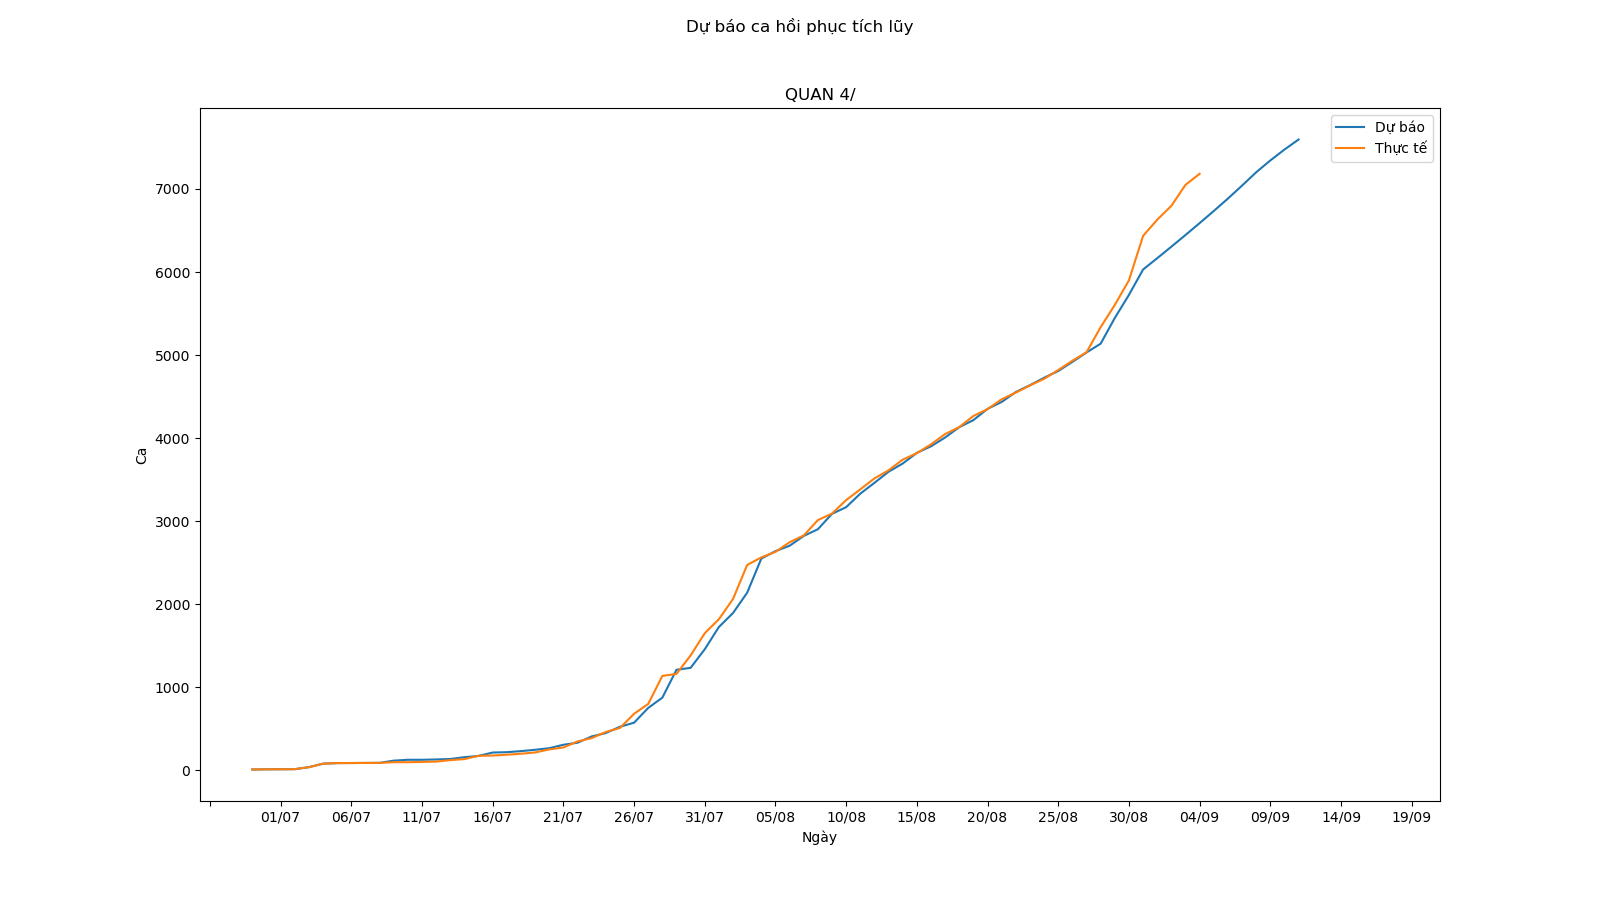 Dự báo ca hồi phục tích lũy
QUAN 4/
Dự báo
Thực tế
7000
6000
5000
4000
3000
2000
1000
0
Ca
01/07 06/07 11/07 16/07 21/07 26/07 31/07 05/08 10/08 15/08 20/08 25/08 30/08 04/09 09/09 14/09 19/09
Ngày